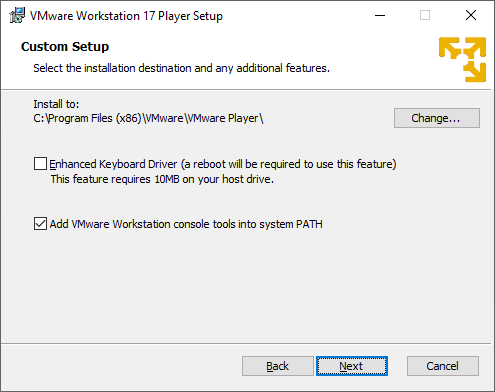 VMware Workstation 17 Player Setup
Custom Setup
Select the installation destination and any additional features.
Install to:
C:\Program Files (x86)\VMware\VMware Player\
Change...
Enhanced Keyboard Driver (a reboot will be required to use this feature)
This feature requires 10MB on your host drive.
Add VMware Workstation console tools into system PATH
Back
Next
Cancel